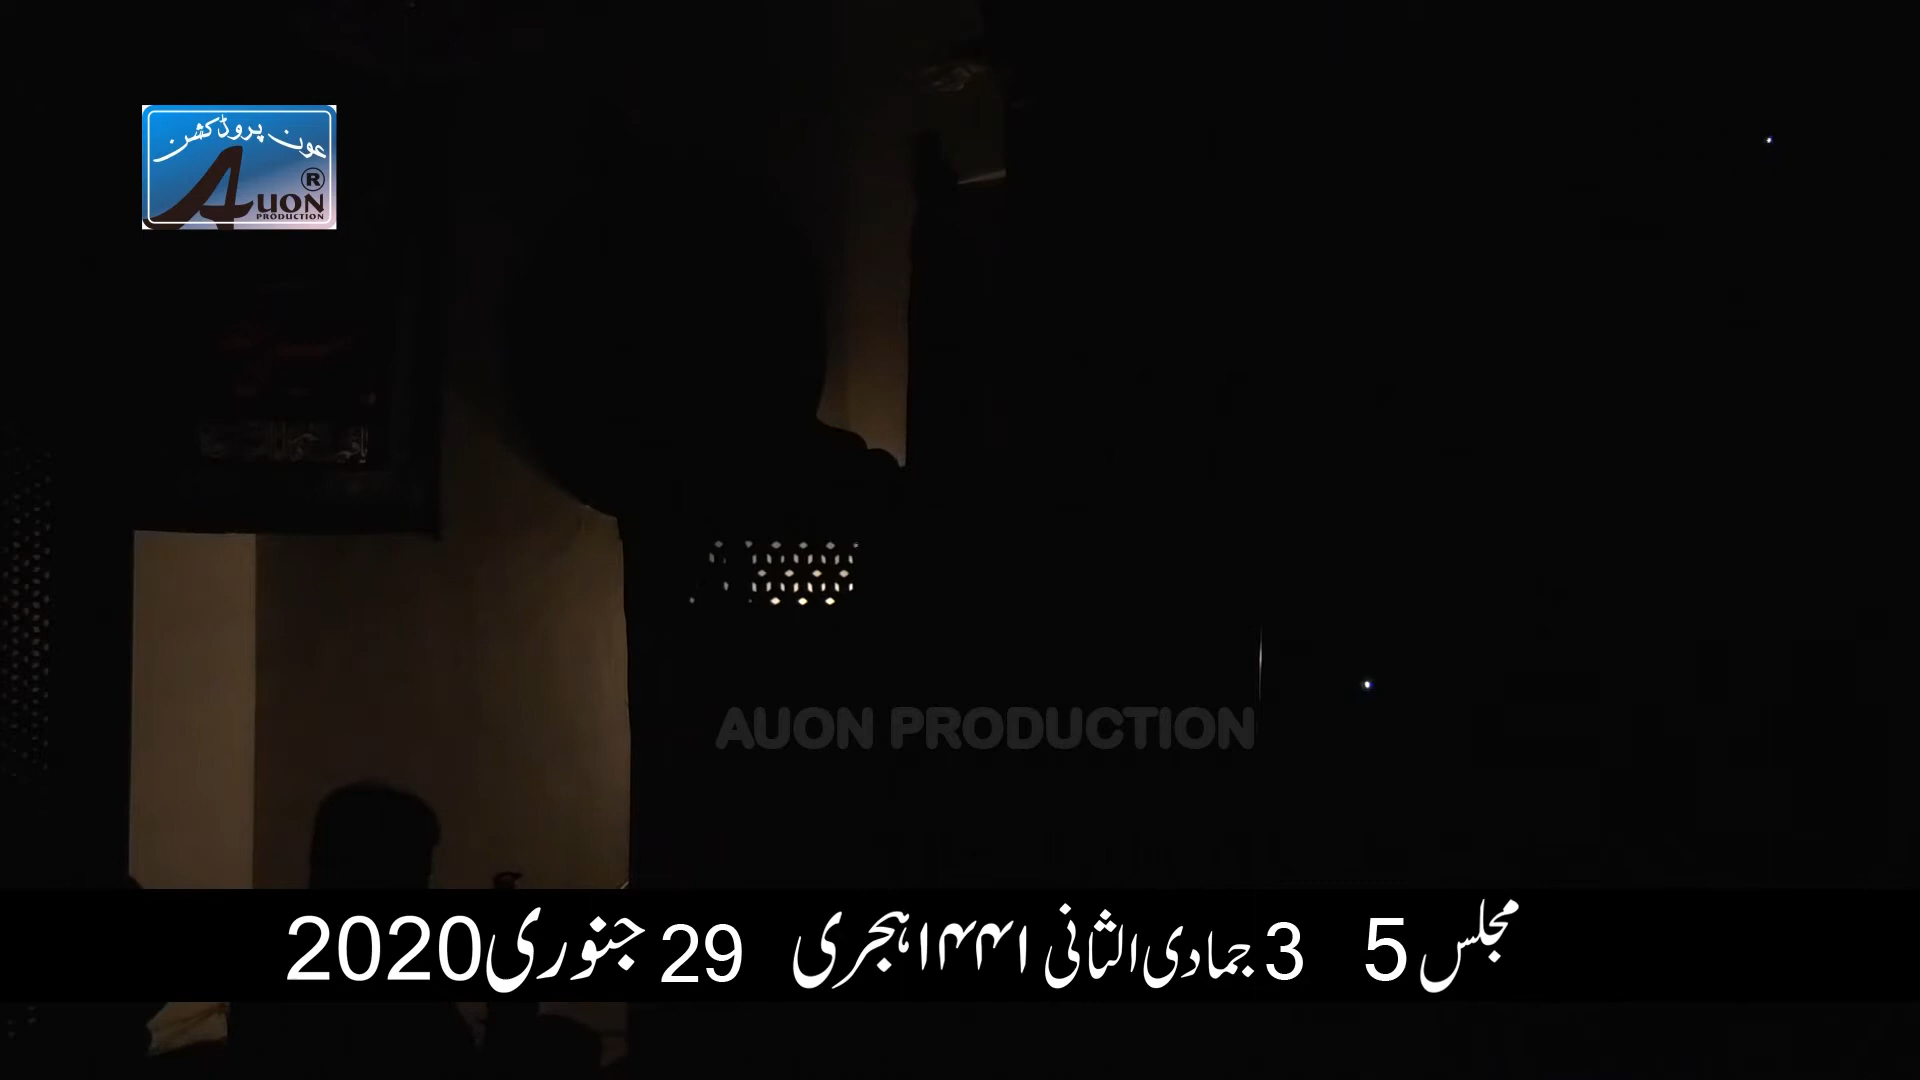 عون پروڈکشن
AUON ®
PRODUCTION
AUON PRODUCTION
مجلس 5 3 جمادی الثانی ۱۴۴۱ ہجری 29 جنوری 2020